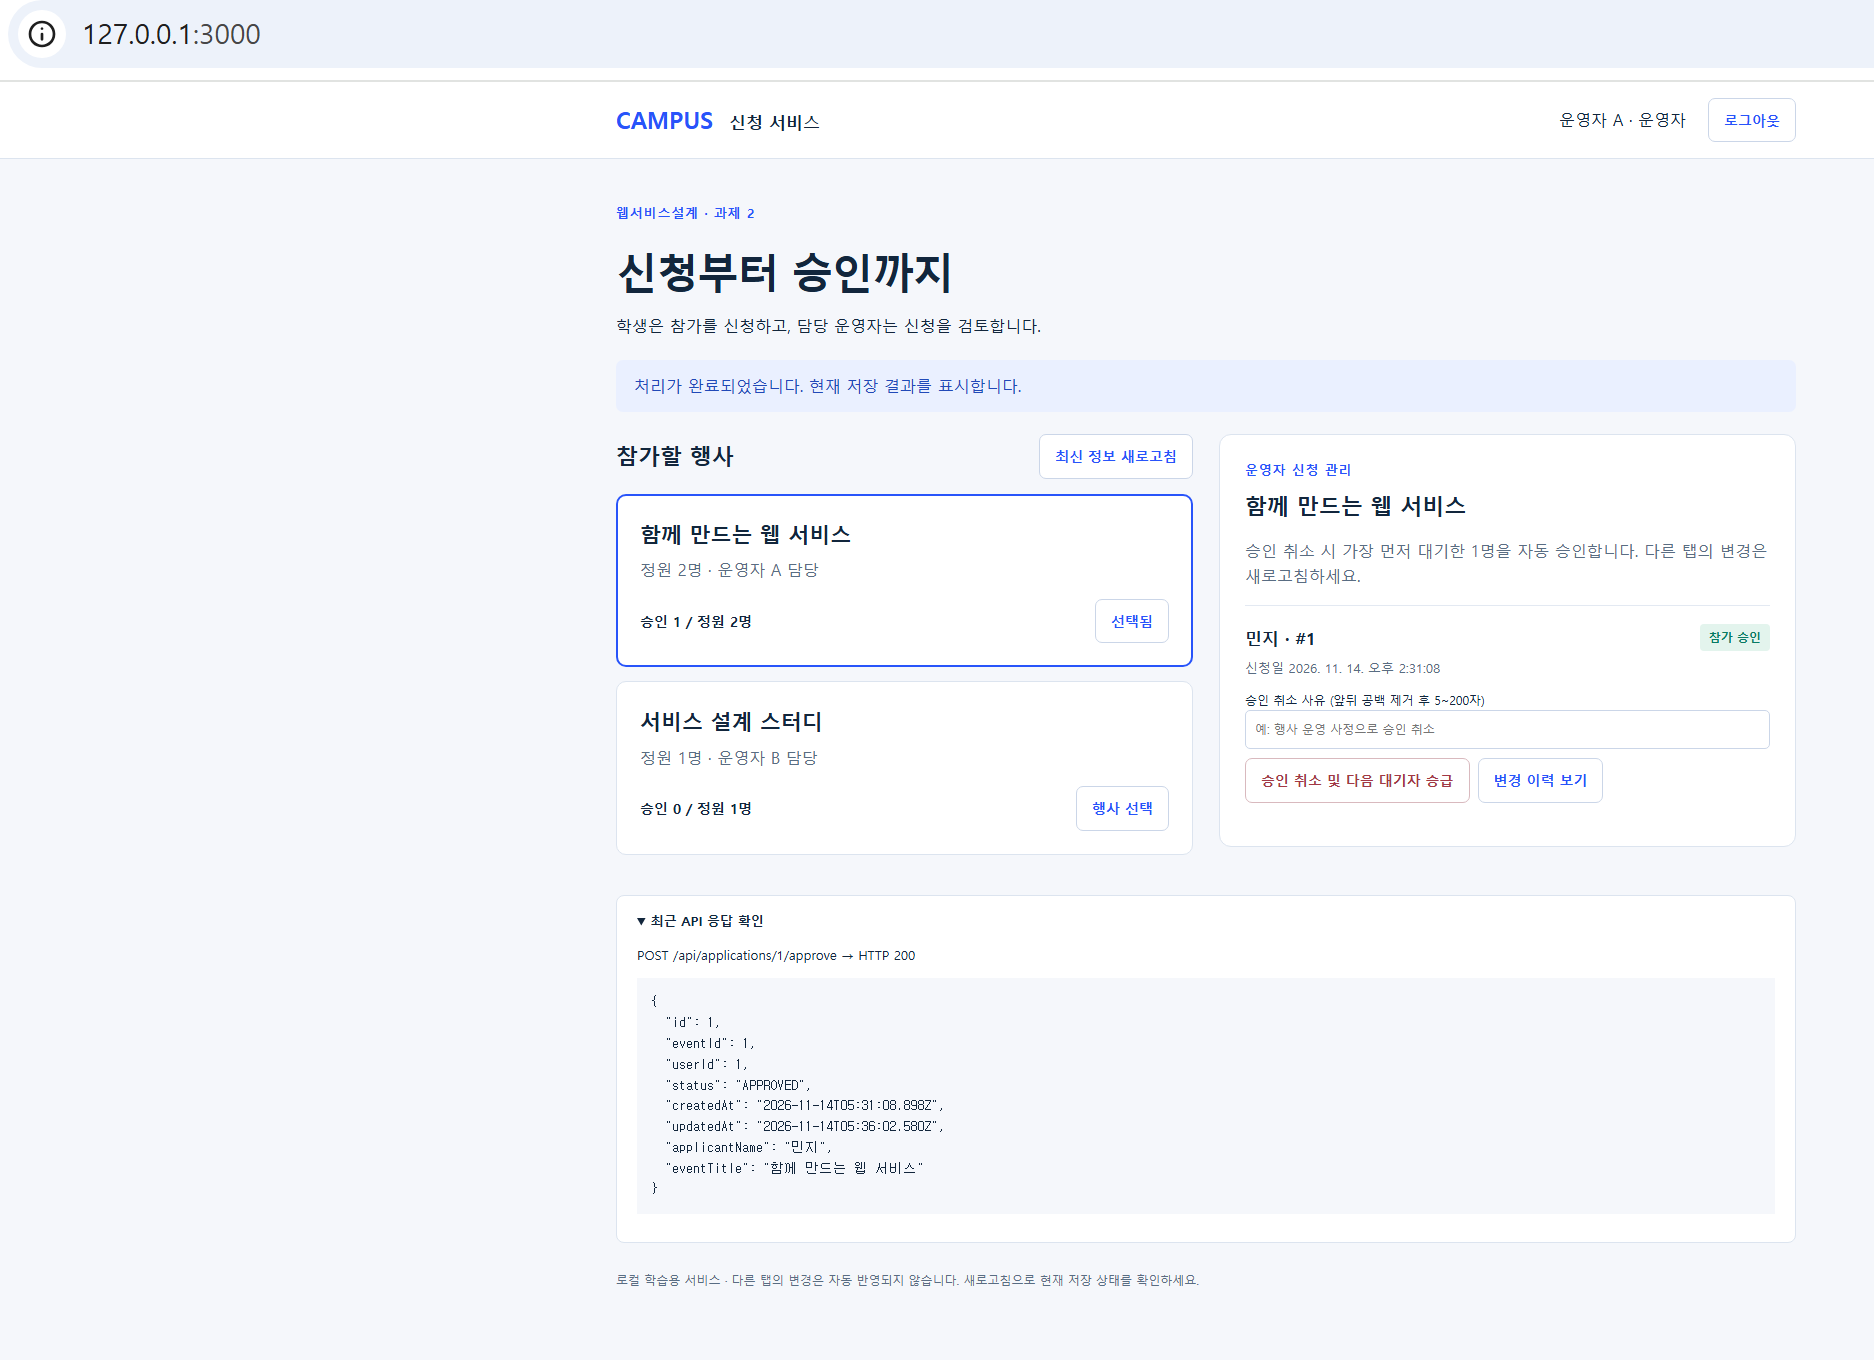 127.0.0.1:3000
CAMPUS 신청 서비스
운영자 A · 운영자
로그아웃
웹서비스설계 · 과제 2
신청부터 승인까지
학생은 참가를 신청하고, 담당 운영자는 신청을 검토합니다.
처리가 완료되었습니다. 현재 저장 결과를 표시합니다.
참가할 행사
최신 정보 새로고침
함께 만드는 웹 서비스
정원 2명 · 운영자 A 담당
승인 1 / 정원 2명
선택됨
서비스 설계 스터디
정원 1명 · 운영자 B 담당
승인 0 / 정원 1명
행사 선택
운영자 신청 관리
함께 만드는 웹 서비스
승인 취소 시 가장 먼저 대기한 1명을 자동 승인합니다. 다른 탭의 변경은
새로고침하세요.
민지 · #1
참가 승인
신청일 2026. 11. 14. 오후 2:31:08
승인 취소 사유 (앞뒤 공백 제거 후 5~200자)
예: 행사 운영 사정으로 승인 취소
승인 취소 및 다음 대기자 승급
변경 이력 보기
▼ 최근 API 응답 확인
POST /api/applications/1/approve → HTTP 200
{
"id": 1,
"eventId": 1,
"userId": 1,
"status": "APPROVED",
"createdAt": "2026-11-14T05:31:08.898Z",
"updatedAt": "2026-11-14T05:36:02.580Z",
"applicantName": "민지",
"eventTitle": "함께 만드는 웹 서비스"
}
로컬 학습용 서비스 · 다른 탭의 변경은 자동 반영되지 않습니다. 새로고침으로 현재 저장 상태를 확인하세요.